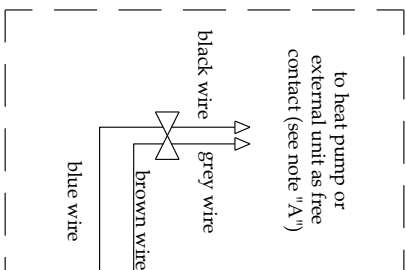 to heat pump or
external unit as free
contact (see note "A")
black wire
grey wire
brown wire
blue wire